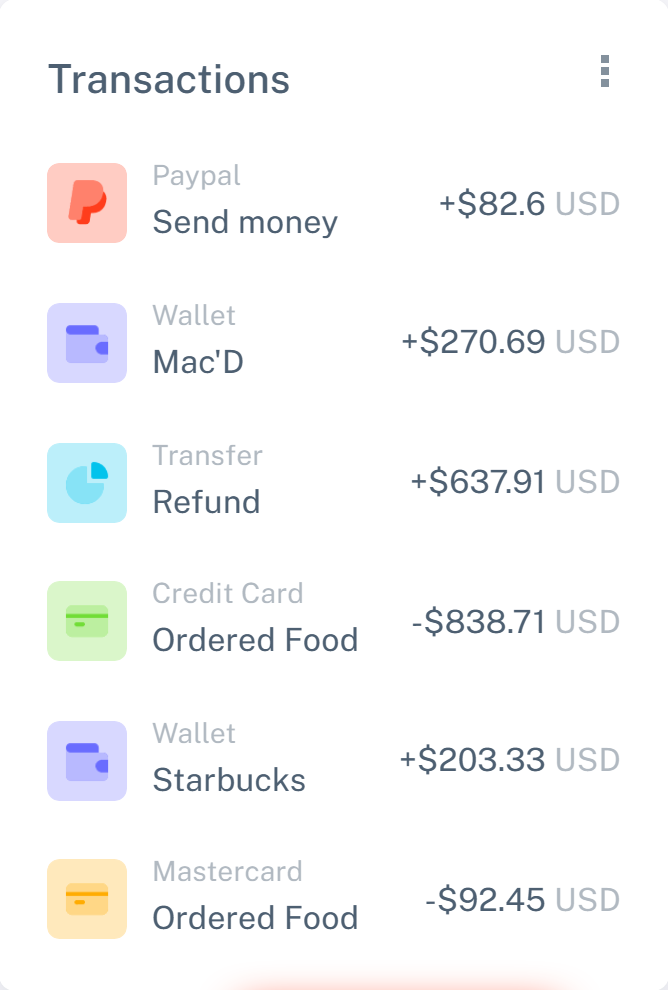 Transactions
Paypal
Send money
+$82.6 USD
Wallet
Mac'D
+$270.69 USD
Transfer
Refund
+$637.91 USD
Credit Card
Ordered Food
-$838.71 USD
Wallet
Starbucks
+$203.33 USD
Mastercard
Ordered Food
-$92.45 USD